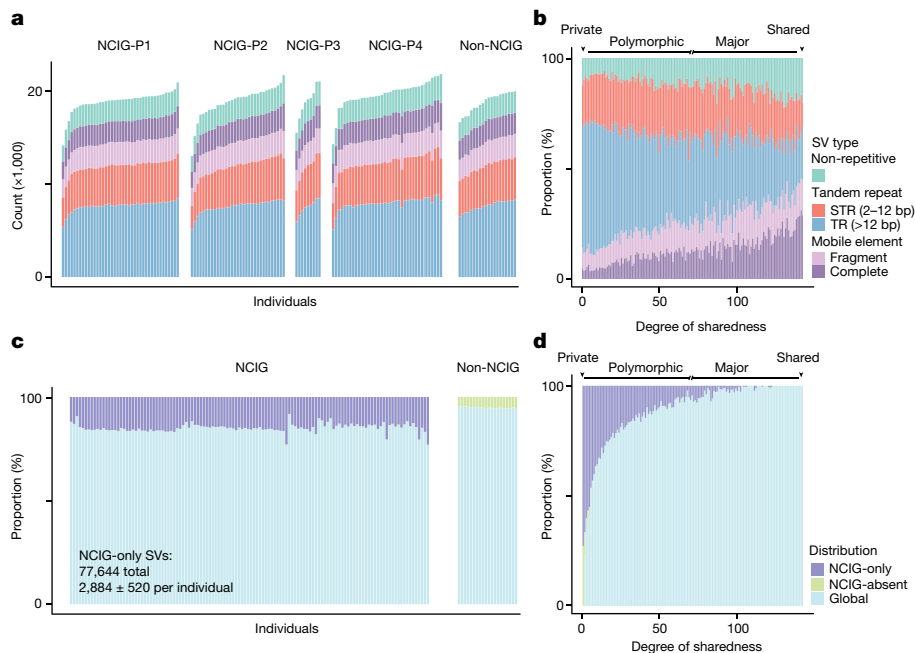 a
NCIG-P1 NCIG-P2 NCIG-P3 NCIG-P4 Non-NCIG
20
0
Count (×1,000)
Individuals
b
Private Shared
Polymorphic Major
100
0
Proportion (%)
0 50 100
Degree of sharedness
SV type
Non-repetitive
Tandem repeat
STR (2–12 bp)
TR (>12 bp)
Mobile element
Fragment
Complete
c
NCIG Non-NCIG
100
0
Proportion (%)
NCIG-only SVs:
77,644 total
2,884 ± 520 per individual
Individuals
d
Private Shared
Polymorphic Major
100
0
Proportion (%)
0 50 100
Degree of sharedness
Distribution
NCIG-only
NCIG-absent
Global